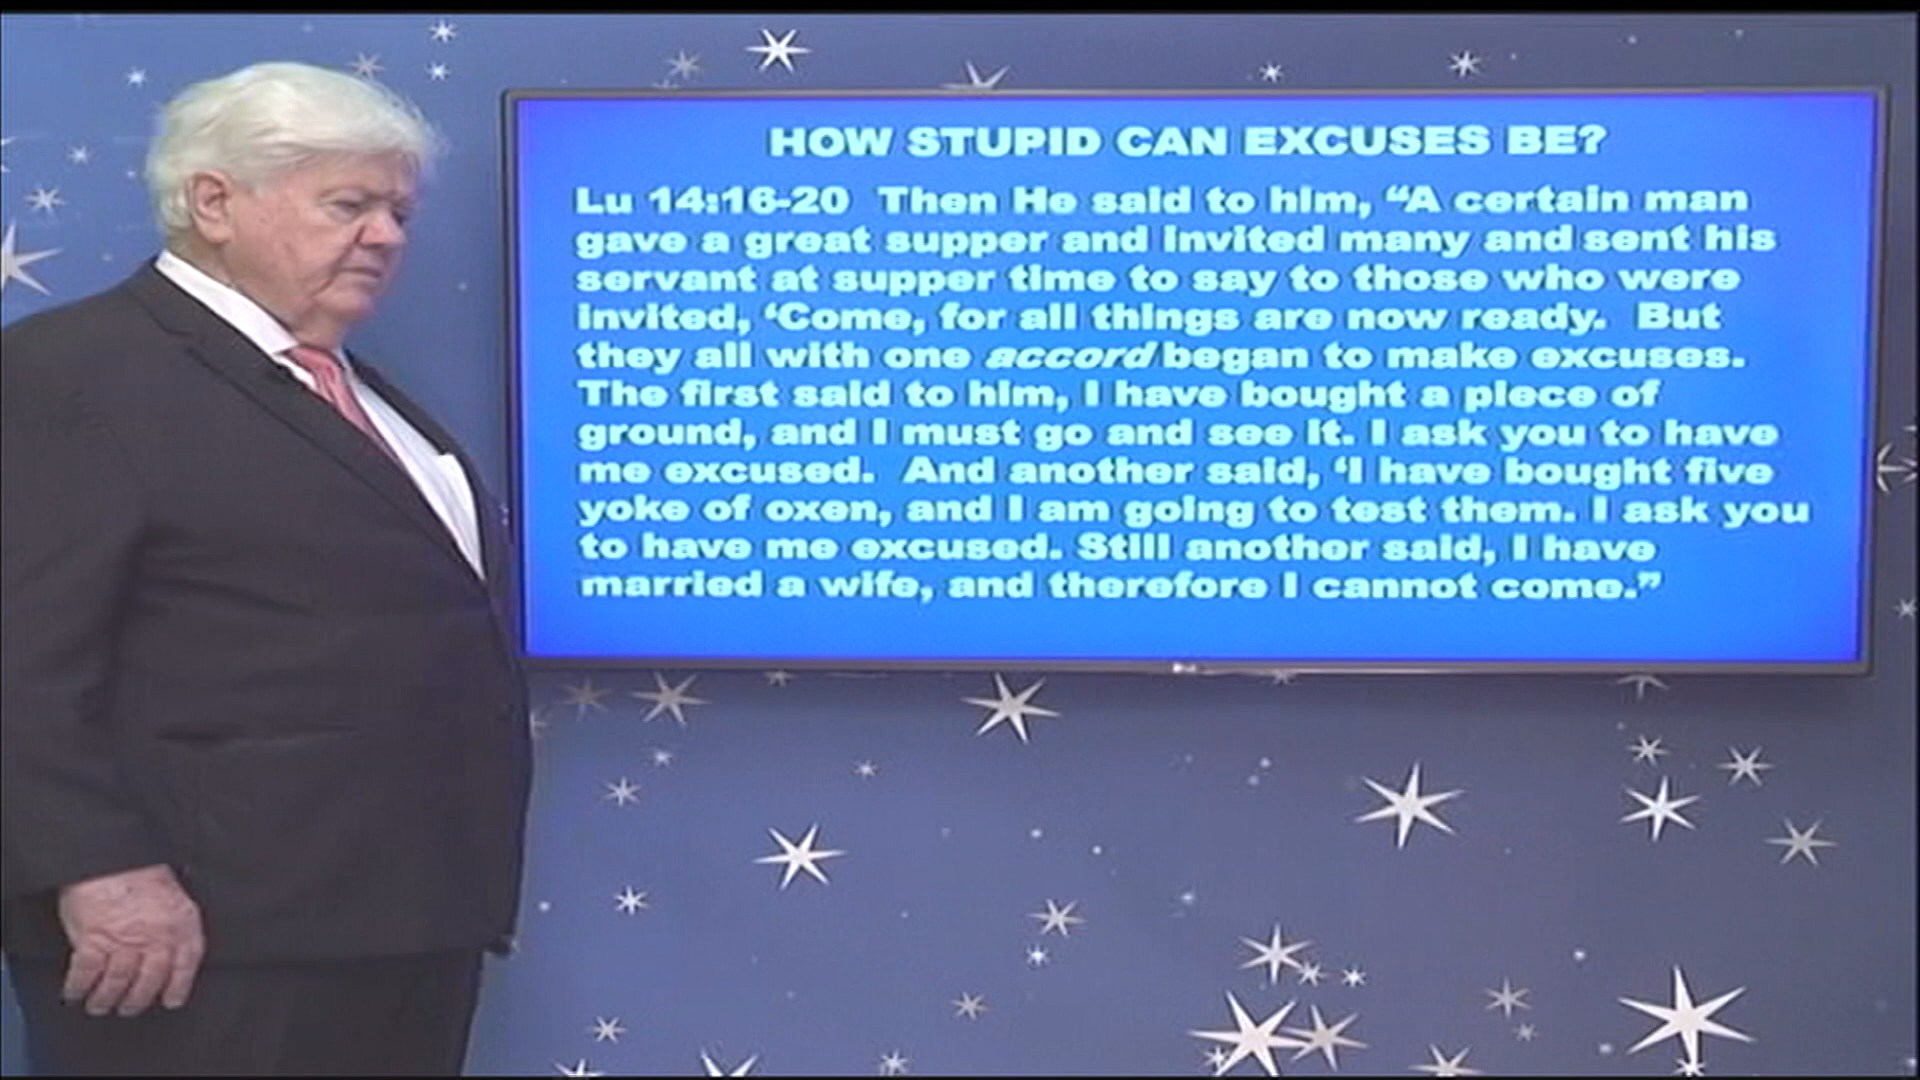 HOW STUPID CAN EXCUSES BE?
Lu 14:16-20 Then He said to him, “A certain man
gave a great supper and invited many and sent his
servant at supper time to say to those who were
invited, ‘Come, for all things are now ready. But
they all with one accord began to make excuses.
The first said to him, I have bought a piece of
ground, and I must go and see it. I ask you to have
me excused. And another said, ‘I have bought five
yoke of oxen, and I am going to test them. I ask you
to have me excused. Still another said, I have
married a wife, and therefore I cannot come.”